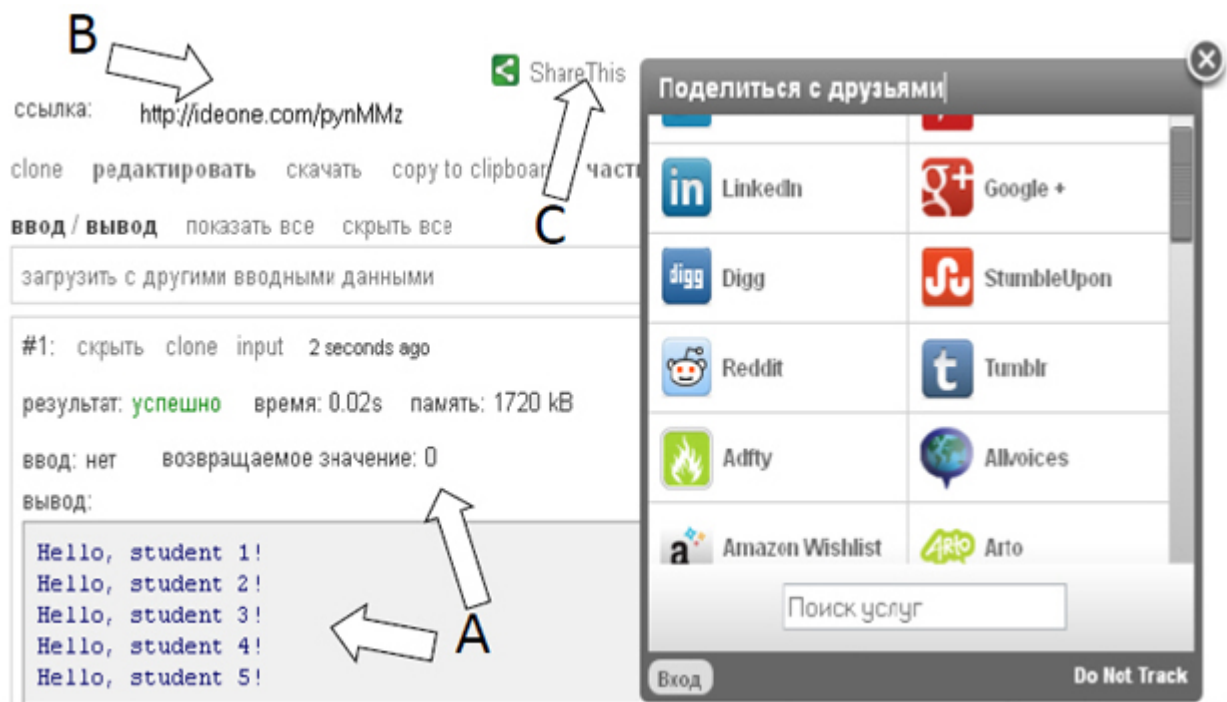 B
ShareThis
ссылка: http://ideone.com/pynMMz
clone редактировать скачать copy to clipboar част
C
ввод / вывод показать все скрыть все
загрузить с другими вводными данными
#1: скрыть clone input 2 seconds ago
результат: успешно время: 0.02s память: 1720 kB
ввод: нет возвращаемое значение: 0
вывод:
Hello, student 1!
Hello, student 2!
Hello, student 3!
Hello, student 4!
Hello, student 5!
A
Поделиться с друзьями
in LinkedIn
g+ Google +
digg Digg
StumbleUpon
Reddit
t Tumblr
Adfty
Allvoices
a Amazon Wishlist
Arto Arto
Поиск услуг
Вход
Do Not Track